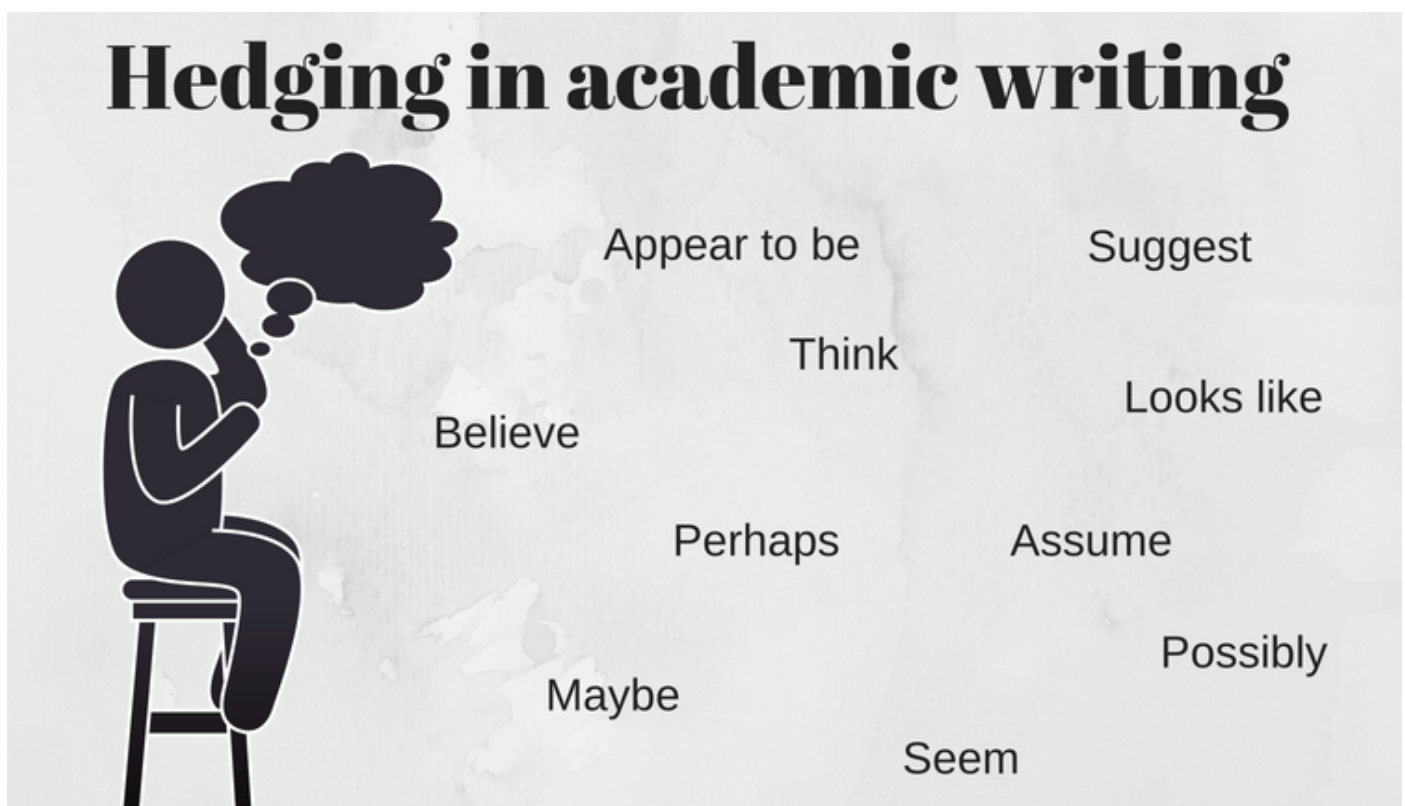 Hedging in academic writing
Appear to be
Suggest
Think
Looks like
Believe
Perhaps
Assume
Possibly
Maybe
Seem